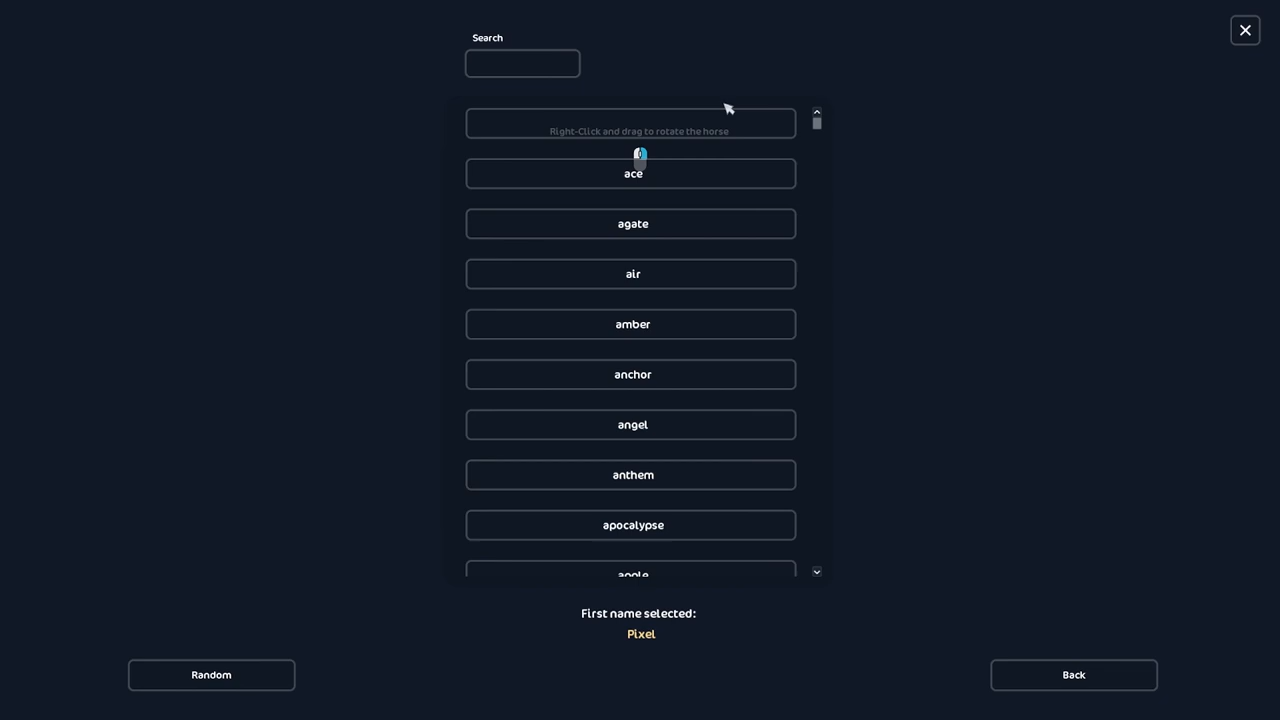 Search
Right-Click and drag to rotate the horse
ace
agate
air
amber
anchor
angel
anthem
apocalypse
apple
First name selected:
Pixel
Random
Back